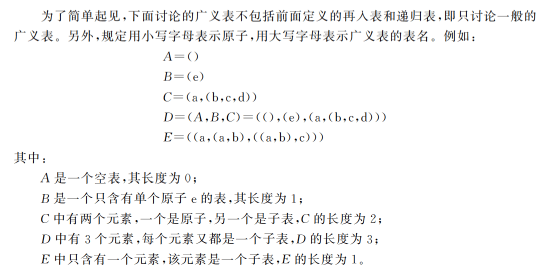 为了简单起见,下面讨论的广义表不包括前面定义的再入表和递归表,即只讨论一般的
广义表。另外,规定用小写字母表示原子,用大写字母表示广义表的表名。例如:
A=()
B=(e)
C=(a,(b,c,d))
D=(A,B,C)=((),(e),(a,(b,c,d)))
E=((a,(a,b),((a,b),c)))
其中:
A 是一个空表,其长度为 0;
B 是一个只含有单个原子 e 的表,其长度为 1;
C 中有两个元素,一个是原子,另一个是子表,C 的长度为 2;
D 中有 3 个元素,每个元素又都是一个子表,D 的长度为 3;
E 中只含有一个元素,该元素是一个子表,E 的长度为 1。